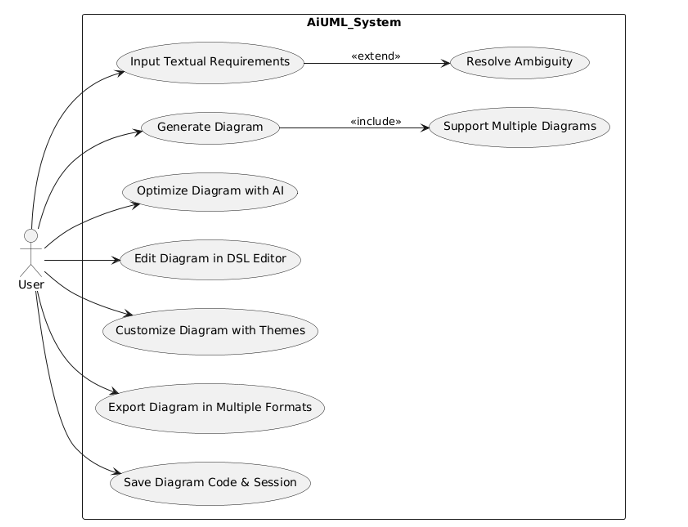 AiUML_System
Input Textual Requirements
«extend»
Resolve Ambiguity
Generate Diagram
«include»
Support Multiple Diagrams
Optimize Diagram with AI
Edit Diagram in DSL Editor
User
Customize Diagram with Themes
Export Diagram in Multiple Formats
Save Diagram Code & Session